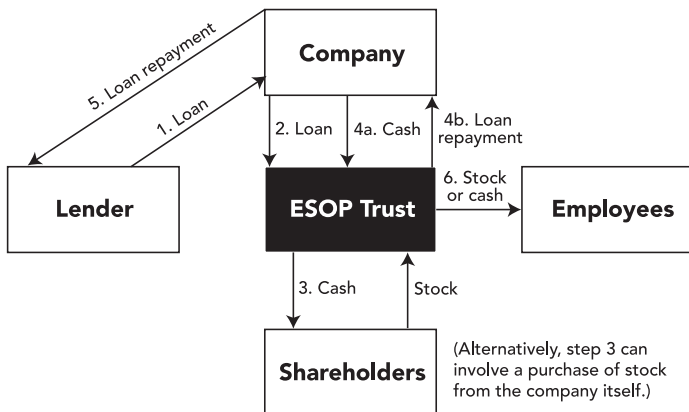 Company
5. Loan repayment
1. Loan
2. Loan
4a. Cash
4b. Loan
repayment
Lender
ESOP Trust
6. Stock
or cash
Employees
3. Cash
Stock
Shareholders
(Alternatively, step 3 can
involve a purchase of stock
from the company itself.)